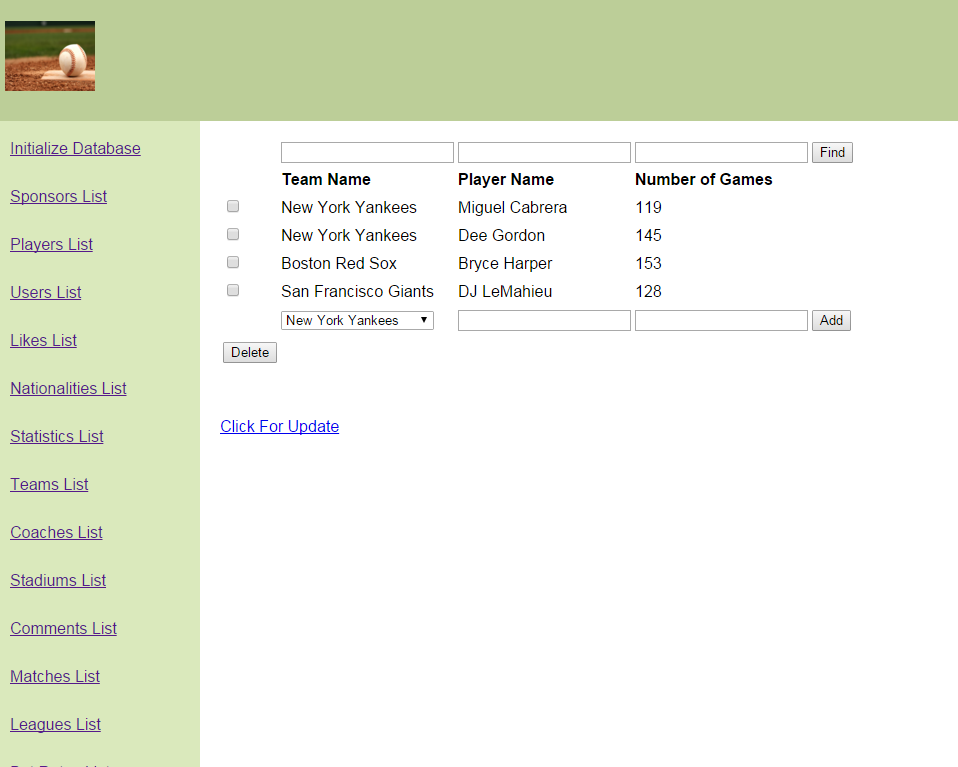 Initialize Database
Sponsors List
Players List
Users List
Likes List
Nationalities List
Statistics List
Teams List
Coaches List
Stadiums List
Comments List
Matches List
Leagues List
Find
Team Name Player Name Number of Games
New York Yankees Miguel Cabrera 119
New York Yankees Dee Gordon 145
Boston Red Sox Bryce Harper 153
San Francisco Giants DJ LeMahieu 128
New York Yankees Add
Delete
Click For Update